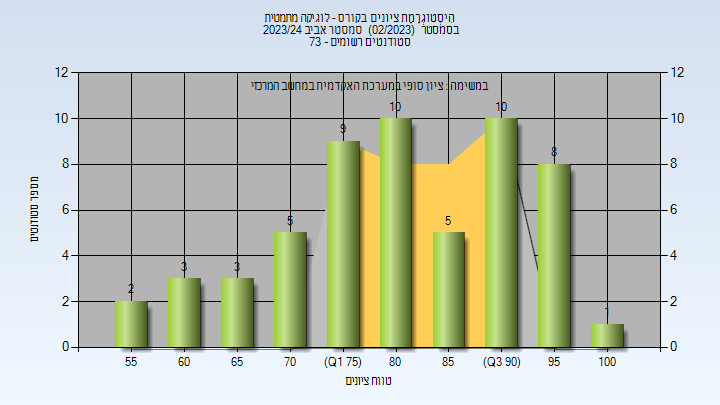 הִיסְטוֹגְרָמַת ציונים בקורס - לוגיקה מתמטית
בסמסטר (02/2023) סמסטר אביב 2023/24
סטודנטים רשומים - 73
במשימה : ציון סופי במערכת האקדמית במחשב המרכזי
12 12
10 10
8 8
6 6
4 4
2 2
0 0
2 3 3 5 9 10 5 10 8 1
מספר סטודנטים
55 60 65 70 (Q1 75) 80 85 (Q3 90) 95 100
טווח ציונים